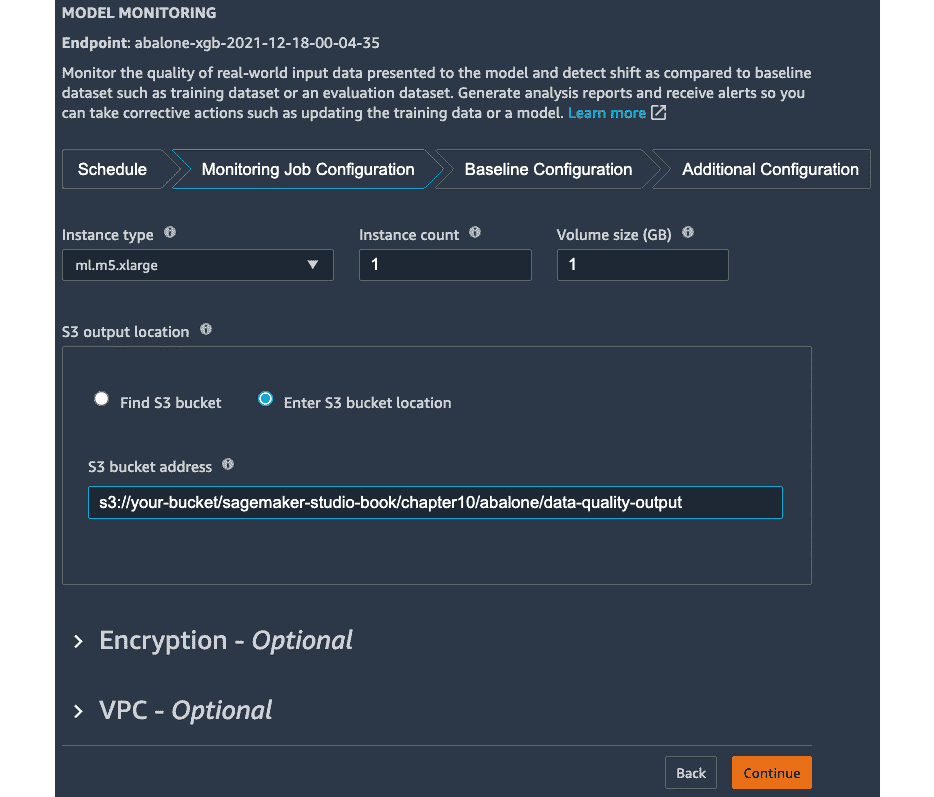 MODEL MONITORING
Endpoint: abalone-xgb-2021-12-18-00-04-35
Monitor the quality of real-world input data presented to the model and detect shift as compared to baseline
dataset such as training dataset or an evaluation dataset. Generate analysis reports and receive alerts so you
can take corrective actions such as updating the training data or a model. Learn more
Schedule Monitoring Job Configuration Baseline Configuration Additional Configuration
Instance type Instance count Volume size (GB)
ml.m5.xlarge 1 1
S3 output location
Find S3 bucket Enter S3 bucket location
S3 bucket address
s3://your-bucket/sagemaker-studio-book/chapter10/abalone/data-quality-output
Encryption - Optional
VPC - Optional
Back Continue